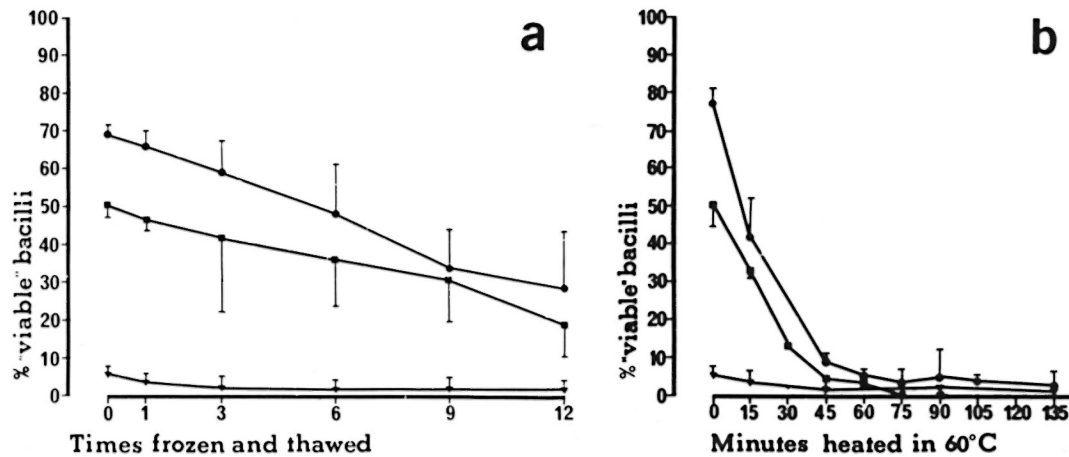 a
100
90
80
70
60
50
40
30
20
10
0
% "viable" bacilli
0 1 3 6 9 12
Times frozen and thawed
b
100
90
80
70
60
50
40
30
20
10
0
% "viable" bacilli
0 15 30 45 60 75 90 105 120 135
Minutes heated in 60°C